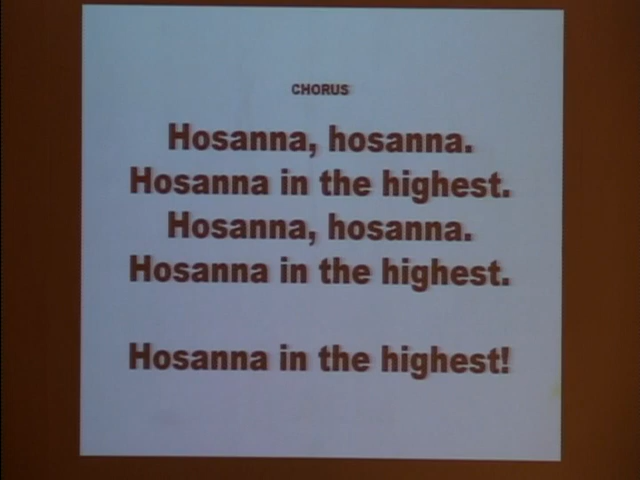 CHORUS
Hosanna, hosanna.
Hosanna in the highest.
Hosanna, hosanna.
Hosanna in the highest.
Hosanna in the highest!